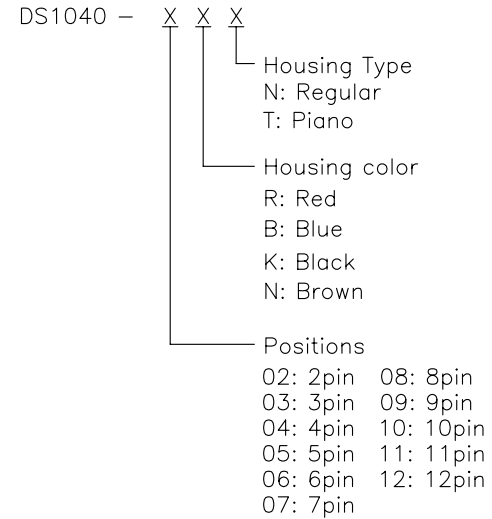 DS1040 - X X X
Housing Type
N: Regular
T: Piano
Housing color
R: Red
B: Blue
K: Black
N: Brown
Positions
02: 2pin 08: 8pin
03: 3pin 09: 9pin
04: 4pin 10: 10pin
05: 5pin 11: 11pin
06: 6pin 12: 12pin
07: 7pin